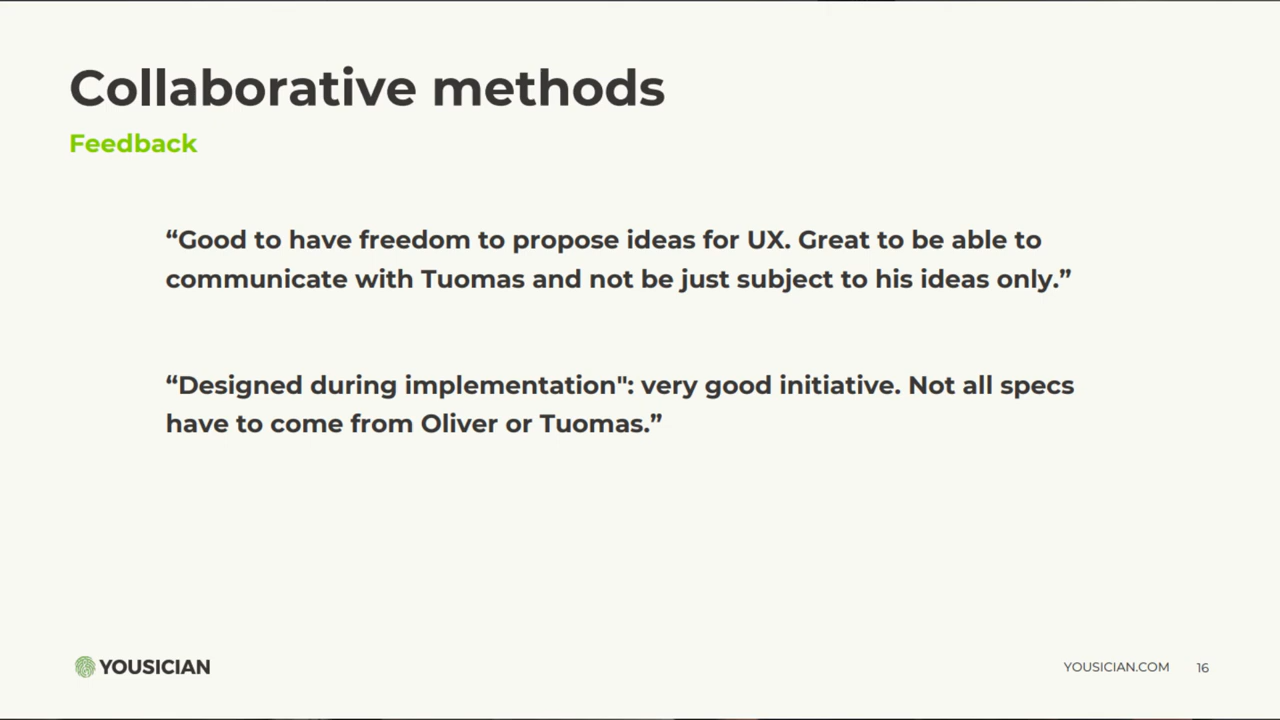 Collaborative methods
Feedback
“Good to have freedom to propose ideas for UX. Great to be able to
communicate with Tuomas and not be just subject to his ideas only.”
“Designed during implementation": very good initiative. Not all specs
have to come from Oliver or Tuomas.”
YOUSICIAN
YOUSICIAN.COM 16